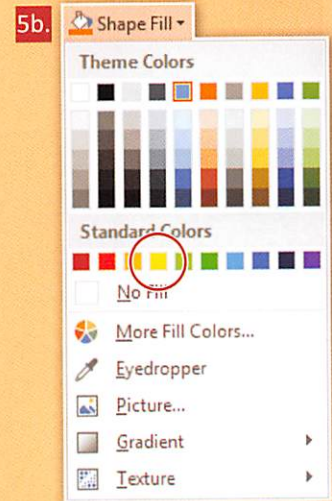 5b.
Shape Fill
Theme Colors
Standard Colors
No Fill
More Fill Colors...
Eyedropper
Picture...
Gradient
Texture